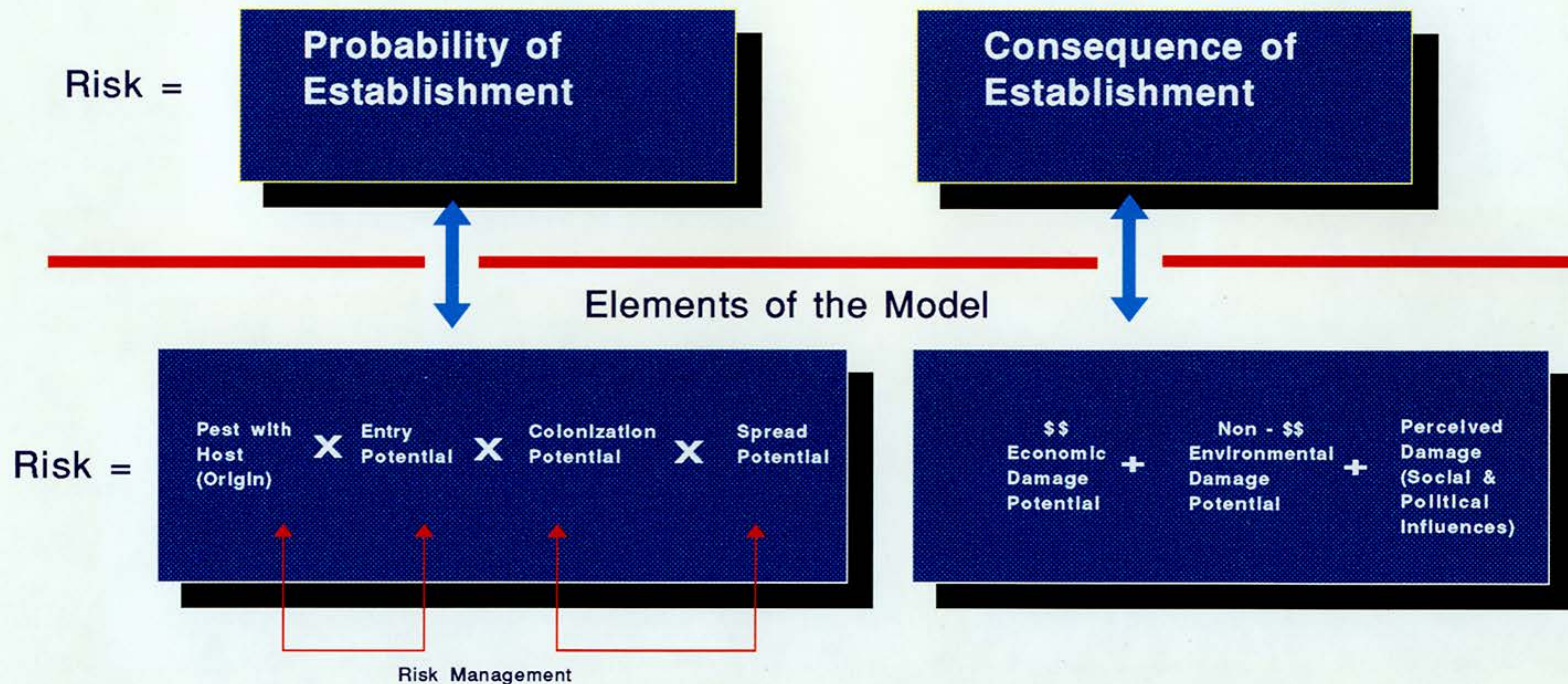 Risk =
Probability of
Establishment
Consequence of
Establishment
Elements of the Model
Risk =
Pest with
Host
(Origin)
X
Entry
Potential
X
Colonization
Potential
X
Spread
Potential
$$
Economic
Damage
Potential
+
Non - $$
Environmental
Damage
Potential
+
Perceived
Damage
(Social &
Political
Influences)
Risk Management